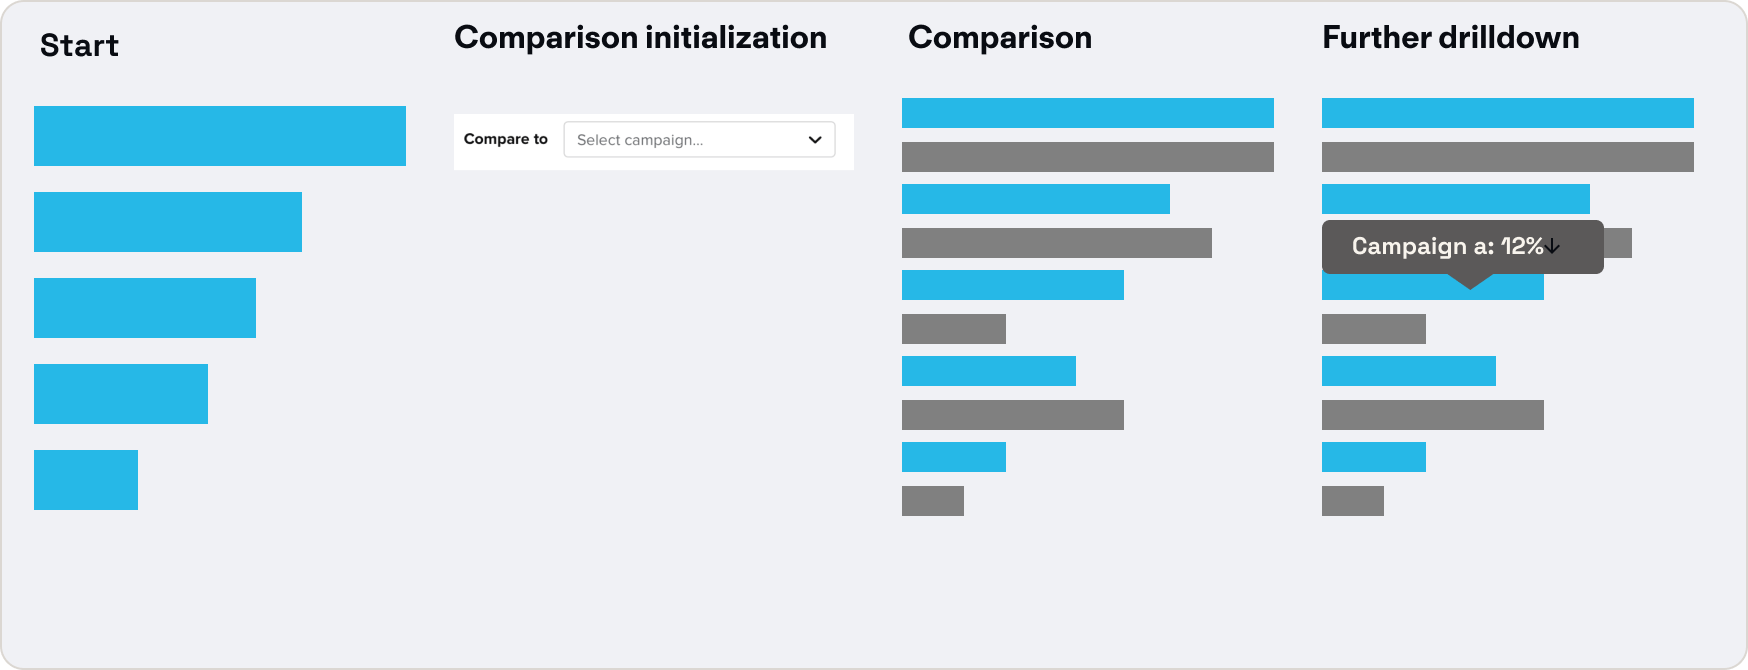 Start
Comparison initialization
Compare to
Select campaign...
Comparison
Further drilldown
Campaign a: 12%↓